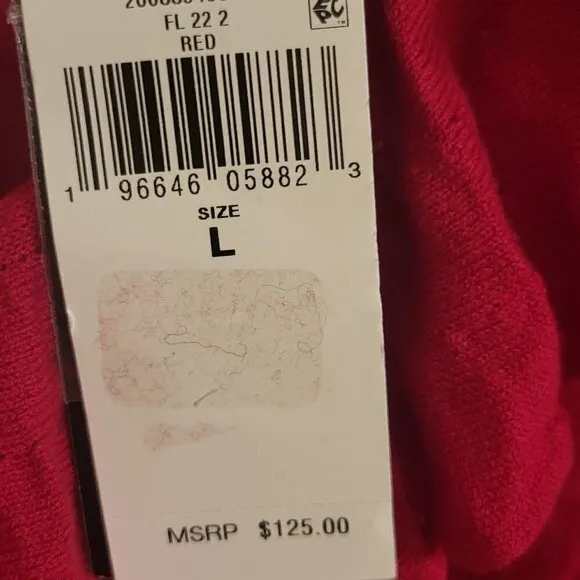 FL 22 2
RED
1 96646 05882 3
SIZE
L
MSRP $125.00